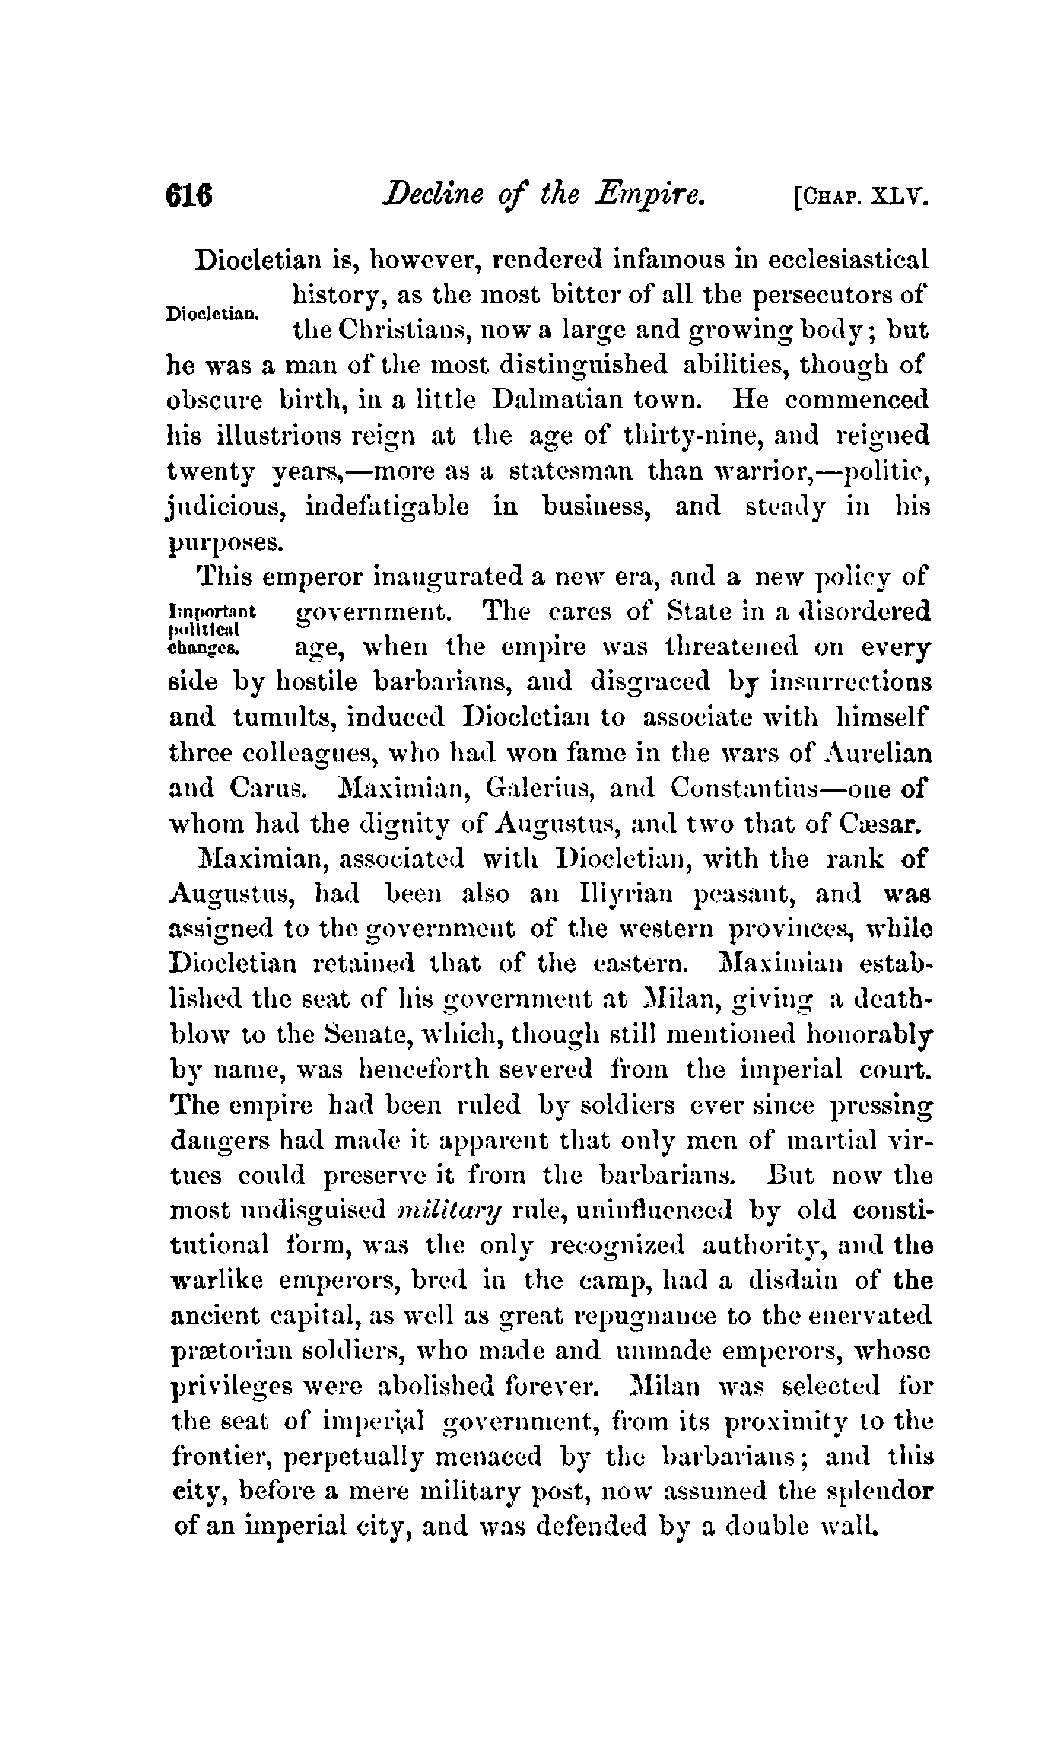 616 Decline of the Empire. [CHAP. XLV.
Diocletian is, however, rendered infamous in ecclesiastical
history, as the most bitter of all the persecutors of
Diocletian.
the Christians, now a large and growing body; but
he was a man of the most distinguished abilities, though of
obscure birth, in a little Dalmatian town. He commenced
his illustrious reign at the age of thirty-nine, and reigned
twenty years,—more as a statesman than warrior,—politic,
judicious, indefatigable in business, and steady in his
purposes.
This emperor inaugurated a new era, and a new policy of
Important political changes.
government. The cares of State in a disordered
age, when the empire was threatened on every
side by hostile barbarians, and disgraced by insurrections
and tumults, induced Diocletian to associate with himself
three colleagues, who had won fame in the wars of Aurelian
and Carus. Maximian, Galerius, and Constantius—one of
whom had the dignity of Augustus, and two that of Cæsar.
Maximian, associated with Diocletian, with the rank of
Augustus, had been also an Illyrian peasant, and was
assigned to the government of the western provinces, while
Diocletian retained that of the eastern. Maximian estab-
lished the seat of his government at Milan, giving a death-
blow to the Senate, which, though still mentioned honorably
by name, was henceforth severed from the imperial court.
The empire had been ruled by soldiers ever since pressing
dangers had made it apparent that only men of martial vir-
tues could preserve it from the barbarians. But now the
most undisguised military rule, uninfluenced by old consti-
tutional form, was the only recognized authority, and the
warlike emperors, bred in the camp, had a disdain of the
ancient capital, as well as great repugnance to the enervated
prætorian soldiers, who made and unmade emperors, whose
privileges were abolished forever. Milan was selected for
the seat of imperial government, from its proximity to the
frontier, perpetually menaced by the barbarians; and this
city, before a mere military post, now assumed the splendor
of an imperial city, and was defended by a double wall.